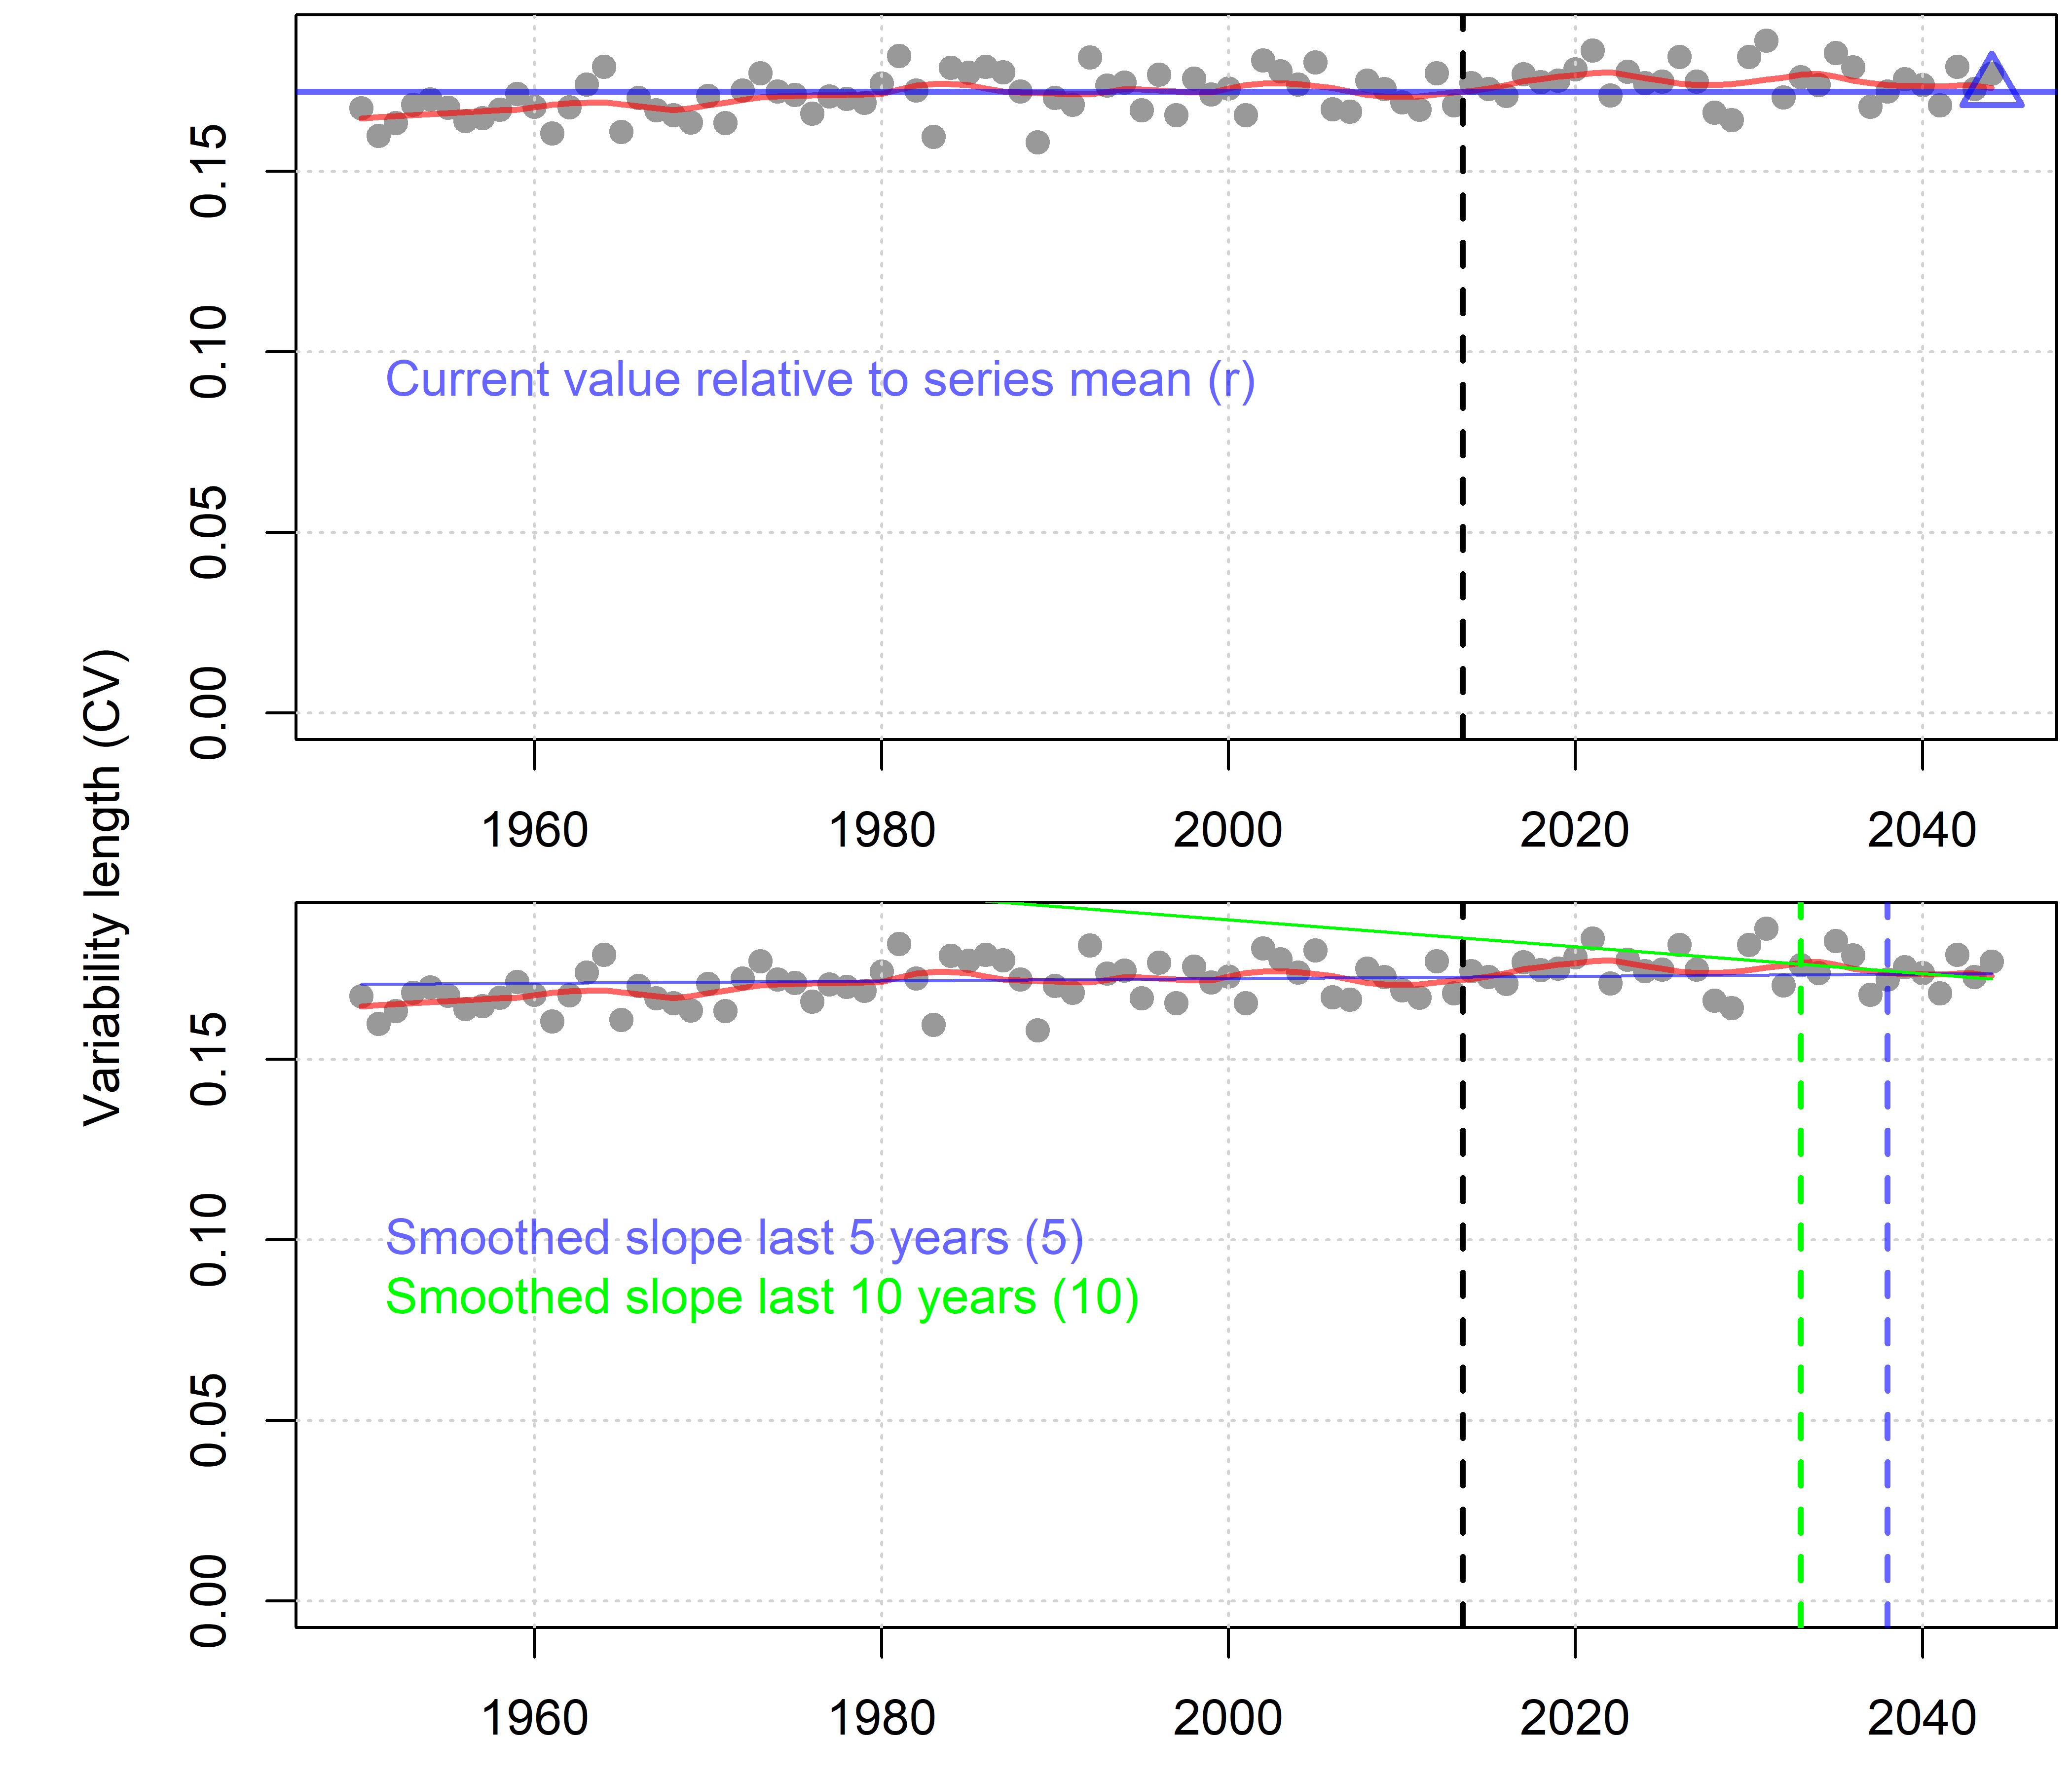 Variability length (CV)
0.15
0.10
0.05
0.00
Current value relative to series mean (r)
1960 1980 2000 2020 2040
0.15
0.10
0.05
0.00
Smoothed slope last 5 years (5)
Smoothed slope last 10 years (10)
1960 1980 2000 2020 2040